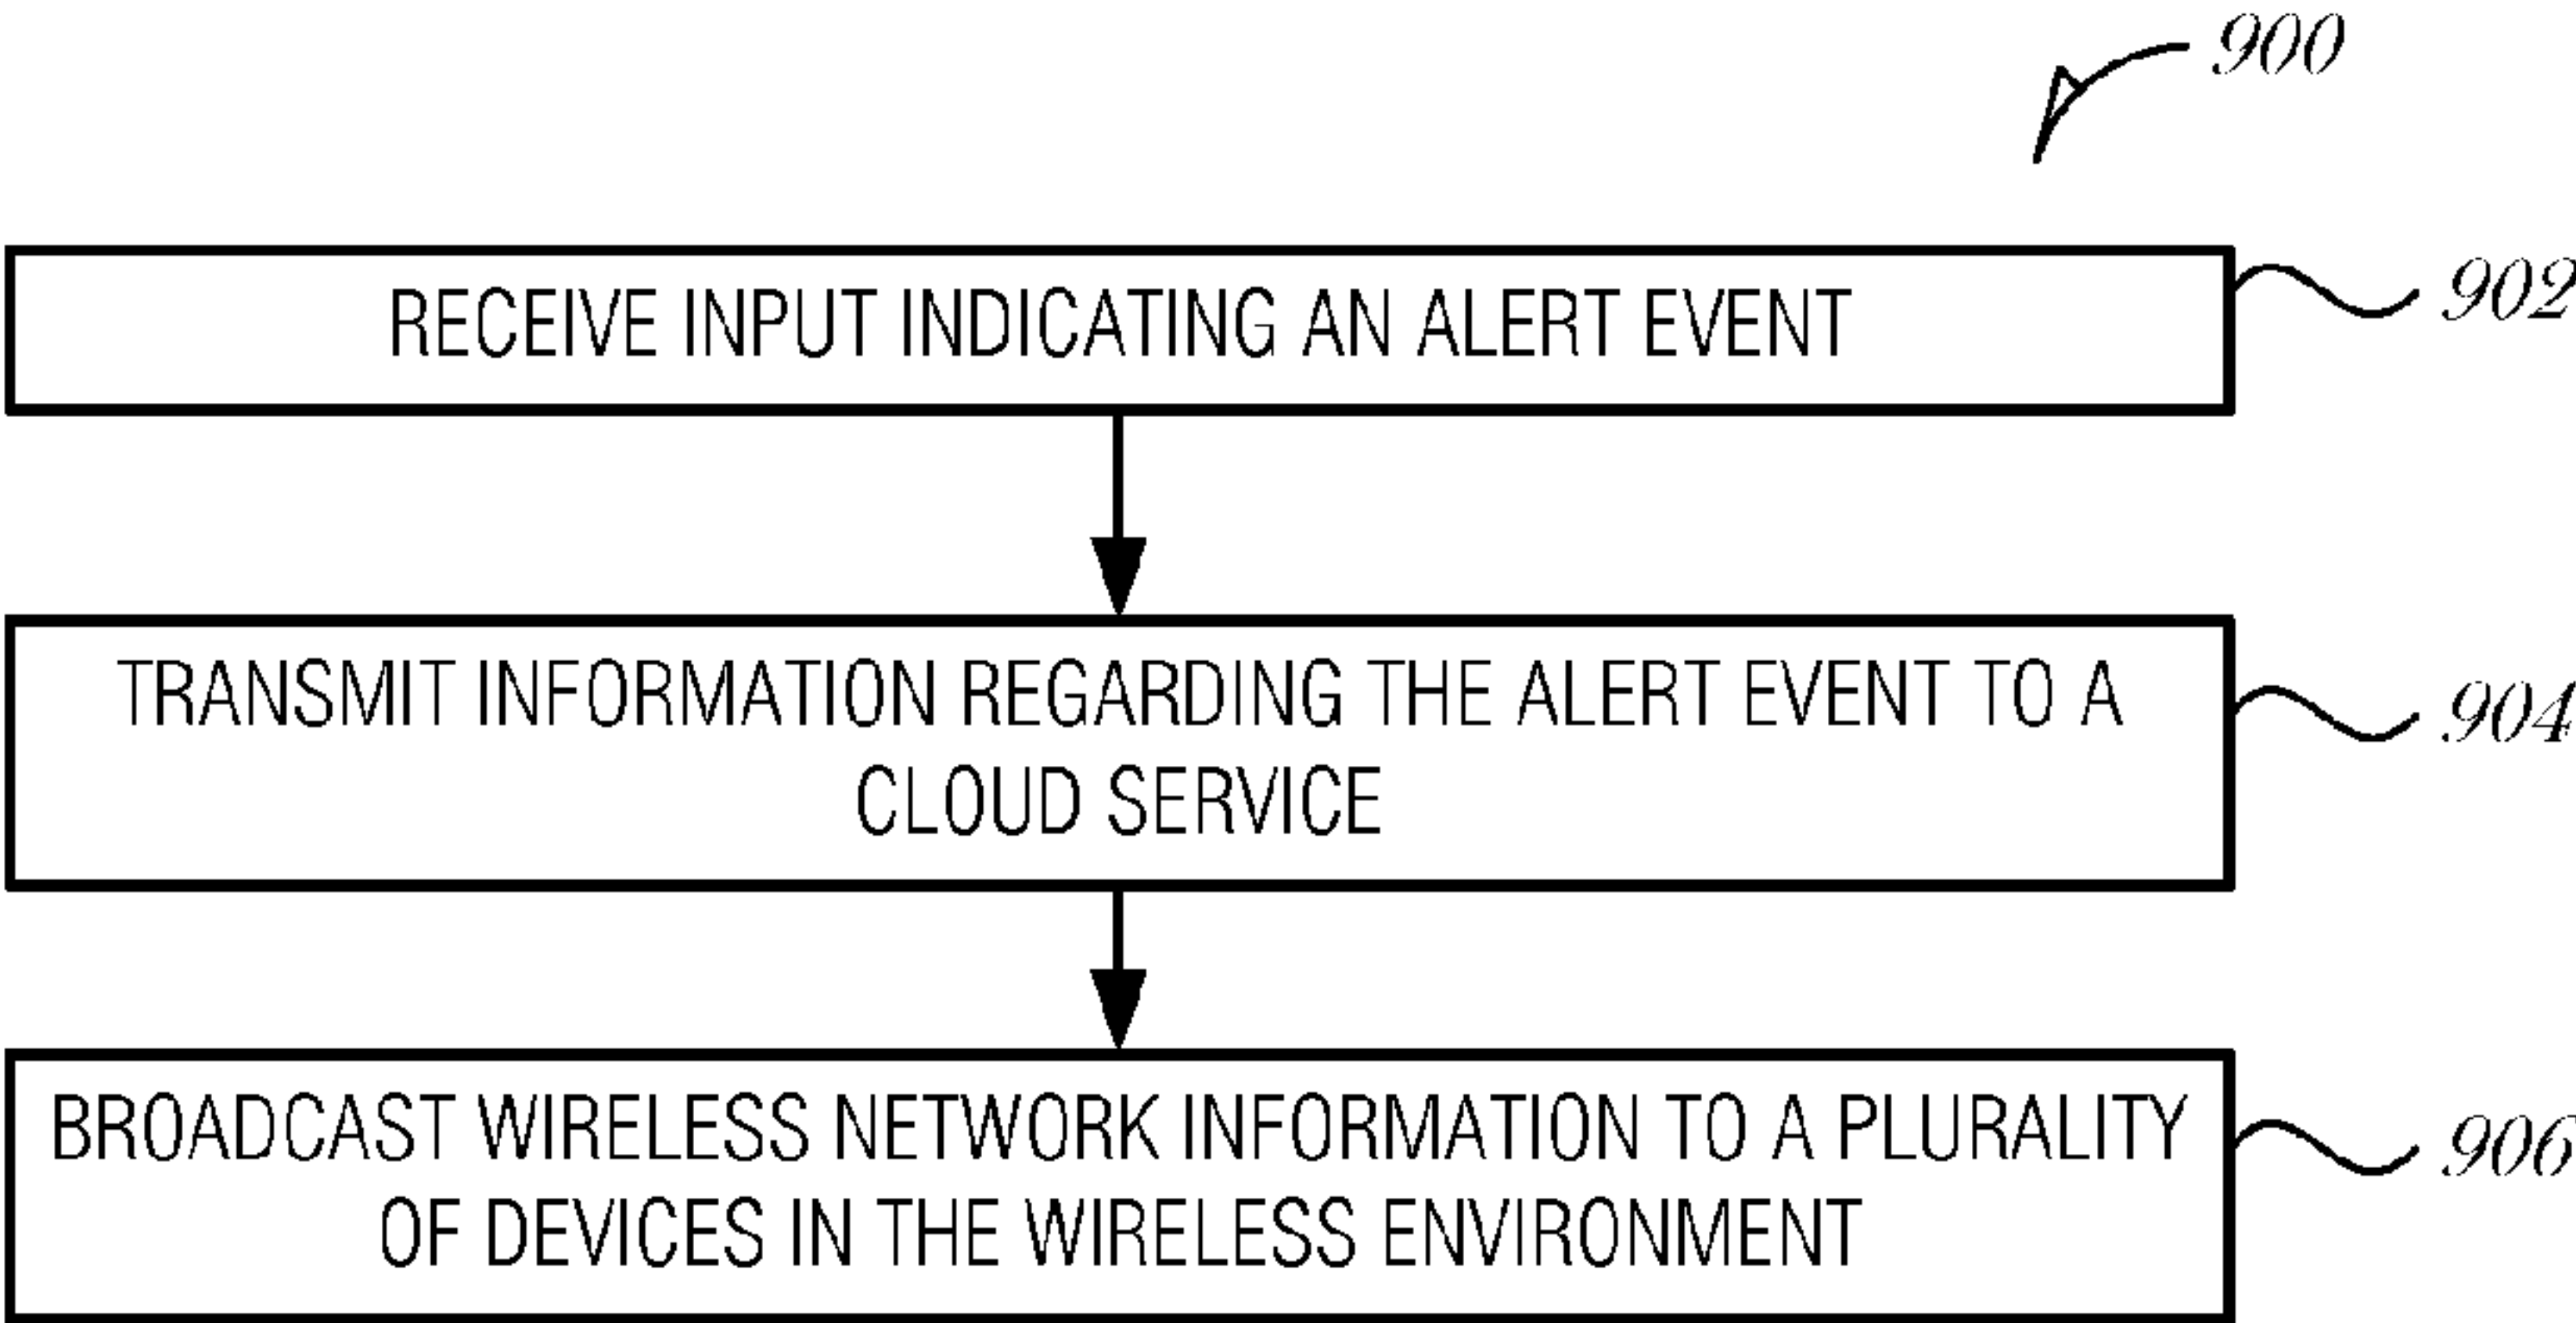 900
RECEIVE INPUT INDICATING AN ALERT EVENT
902
TRANSMIT INFORMATION REGARDING THE ALERT EVENT TO A
CLOUD SERVICE
904
BROADCAST WIRELESS NETWORK INFORMATION TO A PLURALITY
OF DEVICES IN THE WIRELESS ENVIRONMENT
906